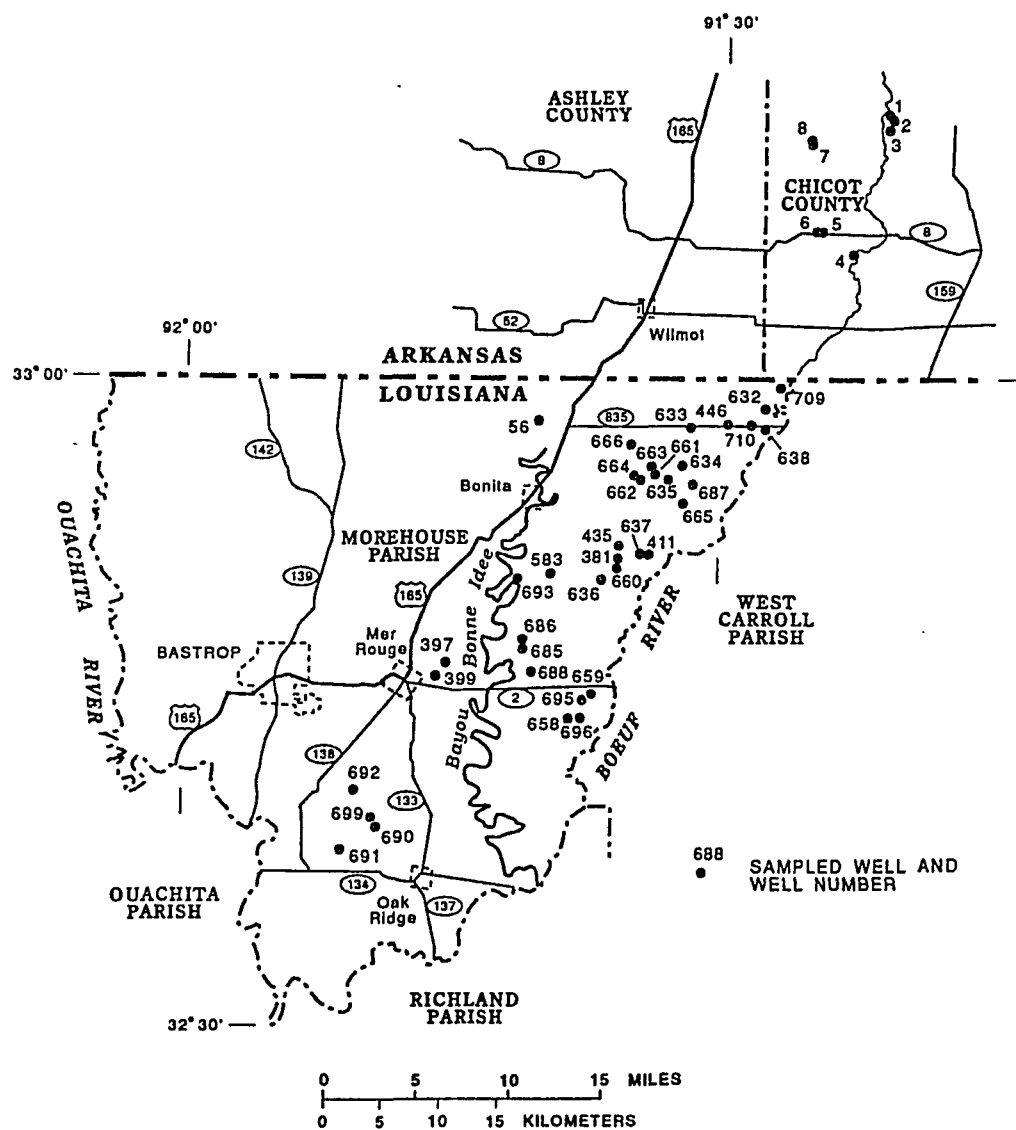 91° 30'
ASHLEY
COUNTY
165
1
2
3
8
7
9
CHICOT
COUNTY
6 5
8
4
159
52
Wilmot
92° 00'
33° 00'
ARKANSAS
LOUISIANA
709
632
446
633
835
56
710
638
666
663
661
634
664
662
635
687
665
142
Bonita
OUACHITA
RIVER
MOREHOUSE
PARISH
637
435
411
381
583
693
636
660
139
165
Bonne Idee
Bayou
RIVER
BOEUF
WEST
CARROLL
PARISH
BASTROP
Mer
Rouge
397
399
686
685
688
659
2
695
658
696
165
138
692
133
699
690
691
688
SAMPLED WELL AND
WELL NUMBER
134
OUACHITA
PARISH
Oak
Ridge
137
RICHLAND
PARISH
32° 30'
0 5 10 15 MILES
0 5 10 15 KILOMETERS